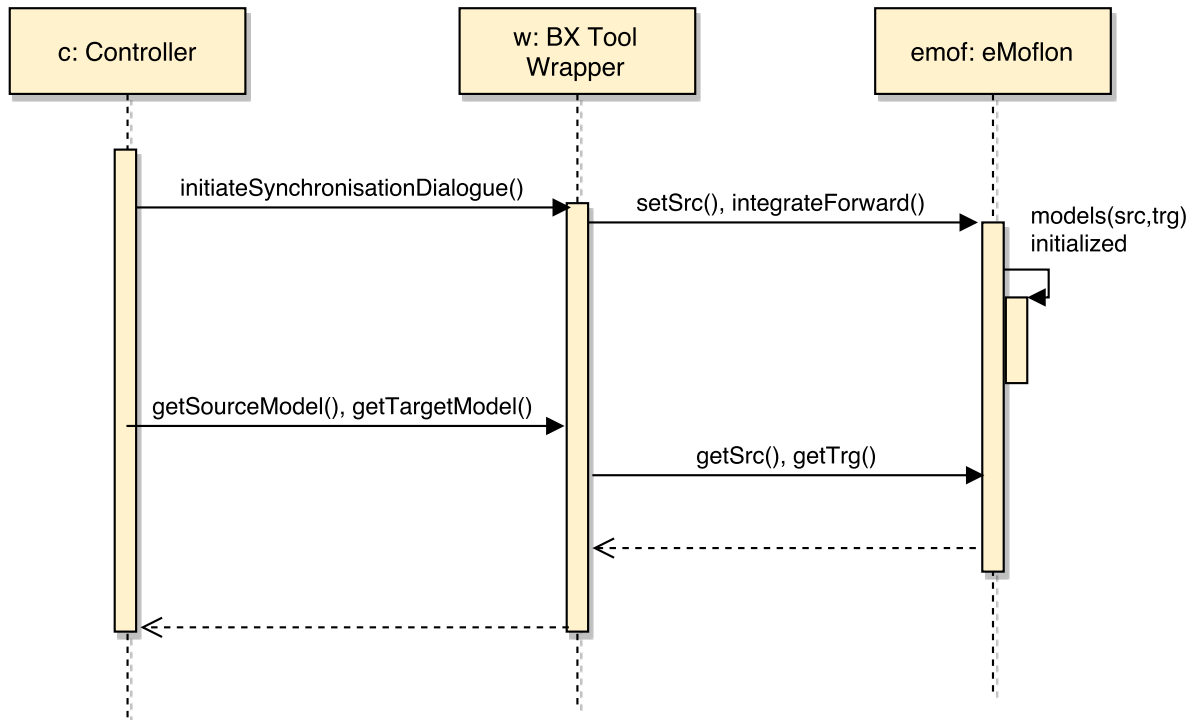 c: Controller
w: BX Tool
Wrapper
emof: eMoflon
initiateSynchronisationDialogue()
setSrc(), integrateForward()
models(src,trg)
initialized
getSourceModel(), getTargetModel()
getSrc(), getTrg()